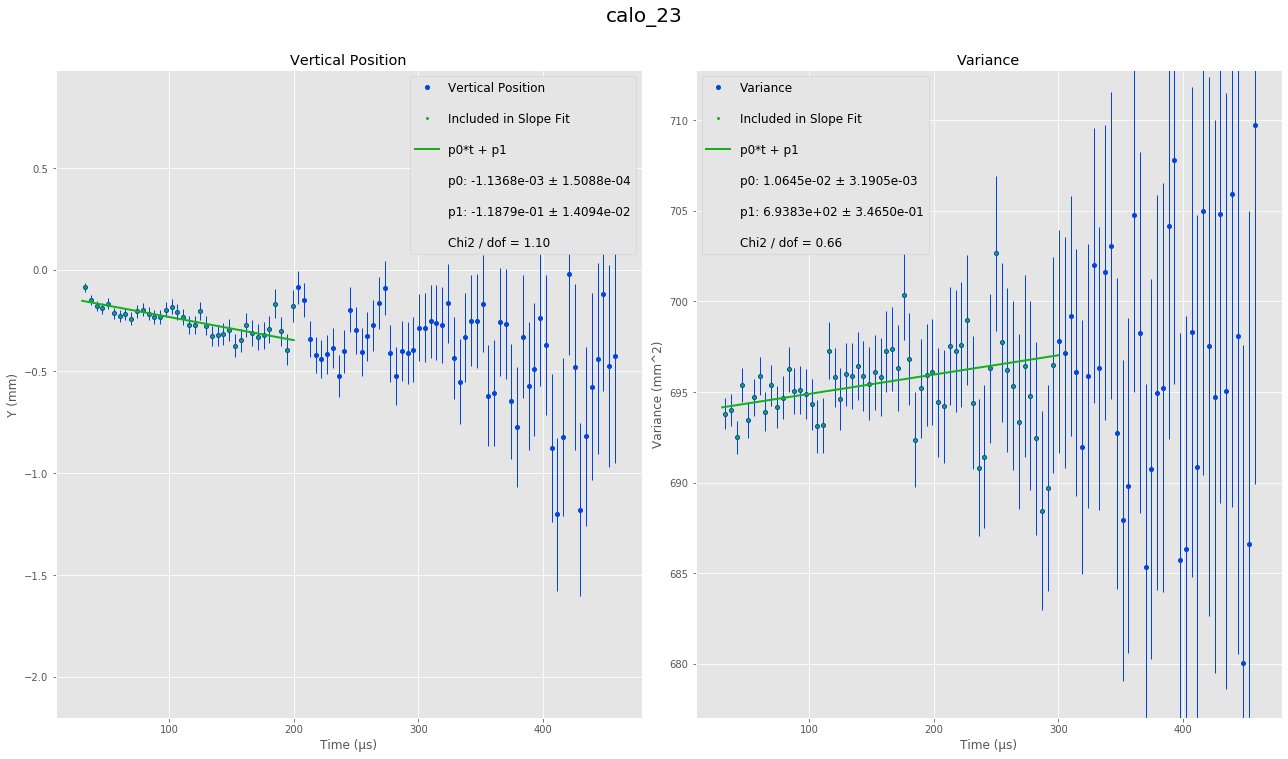 calo_23
Vertical Position
Vertical Position
Included in Slope Fit
p0*t + p1
p0: -1.1368e-03 ± 1.5088e-04
p1: -1.1879e-01 ± 1.4094e-02
Chi2 / dof = 1.10
0.5
0.0
−0.5
−1.0
−1.5
−2.0
Y (mm)
100
200
300
400
Time (μs)
Variance
Variance
Included in Slope Fit
p0*t + p1
p0: 1.0645e-02 ± 3.1905e-03
p1: 6.9383e+02 ± 3.4650e-01
Chi2 / dof = 0.66
710
705
700
695
690
685
680
Variance (mm^2)
100
200
300
400
Time (μs)